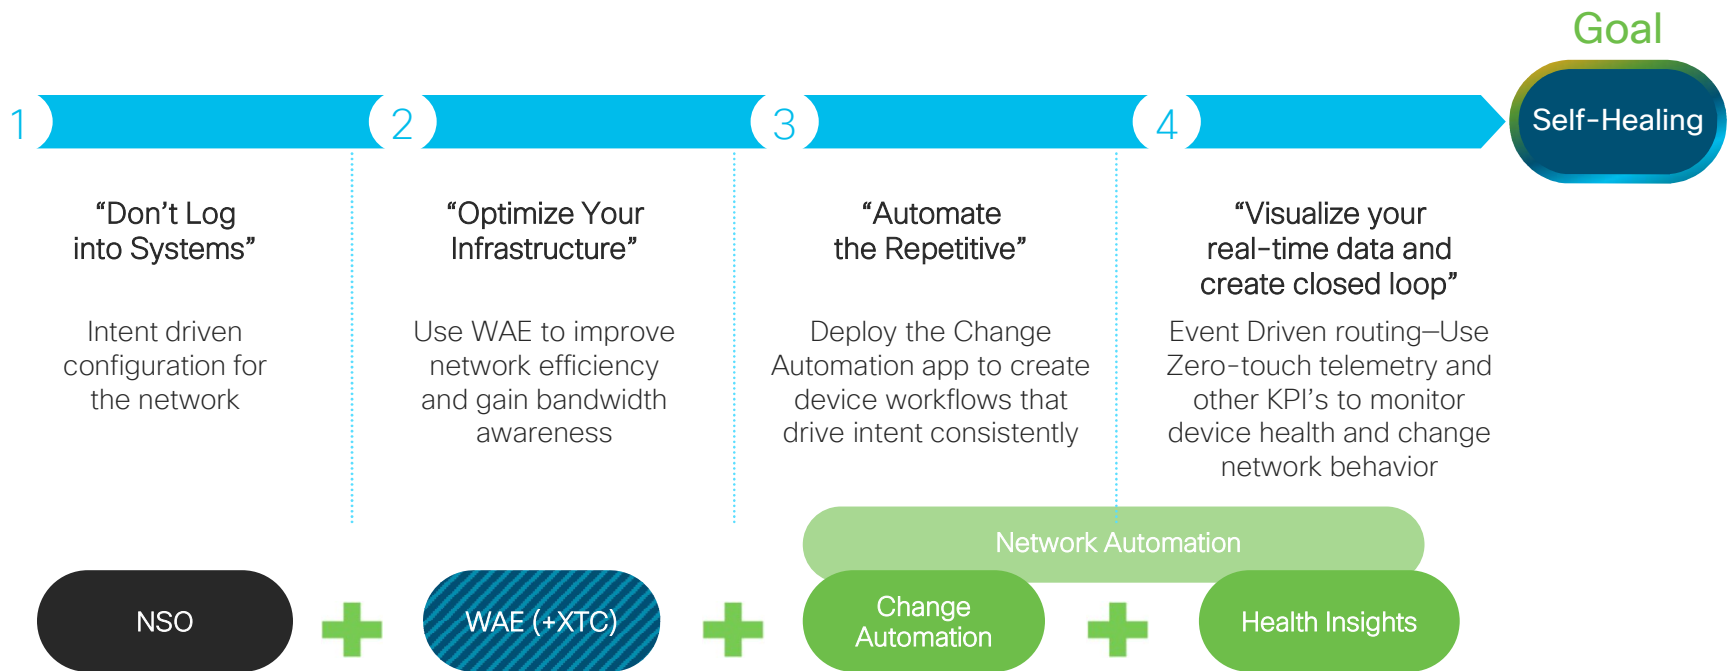 Goal
1
2
3
4
Self-Healing
“Don’t Log
into Systems”
Intent driven
configuration for
the network
“Optimize Your
Infrastructure”
Use WAE to improve
network efficiency
and gain bandwidth
awareness
“Automate
the Repetitive”
Deploy the Change
Automation app to create
device workflows that
drive intent consistently
“Visualize your
real-time data and
create closed loop”
Event Driven routing—Use
Zero-touch telemetry and
other KPI’s to monitor
device health and change
network behavior
Network Automation
NSO
WAE (+XTC)
Change
Automation
Health Insights